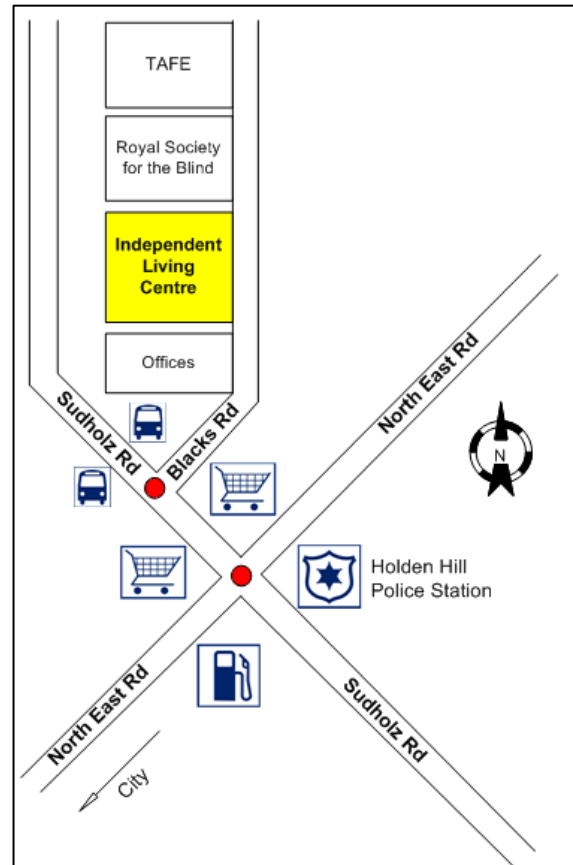 TAFE
Royal Society
for the Blind
Independent
Living
Centre
Offices
North East Rd
Sudholz Rd
Blacks Rd
N
Holden Hill
Police Station
North East Rd
Sudholz Rd
City